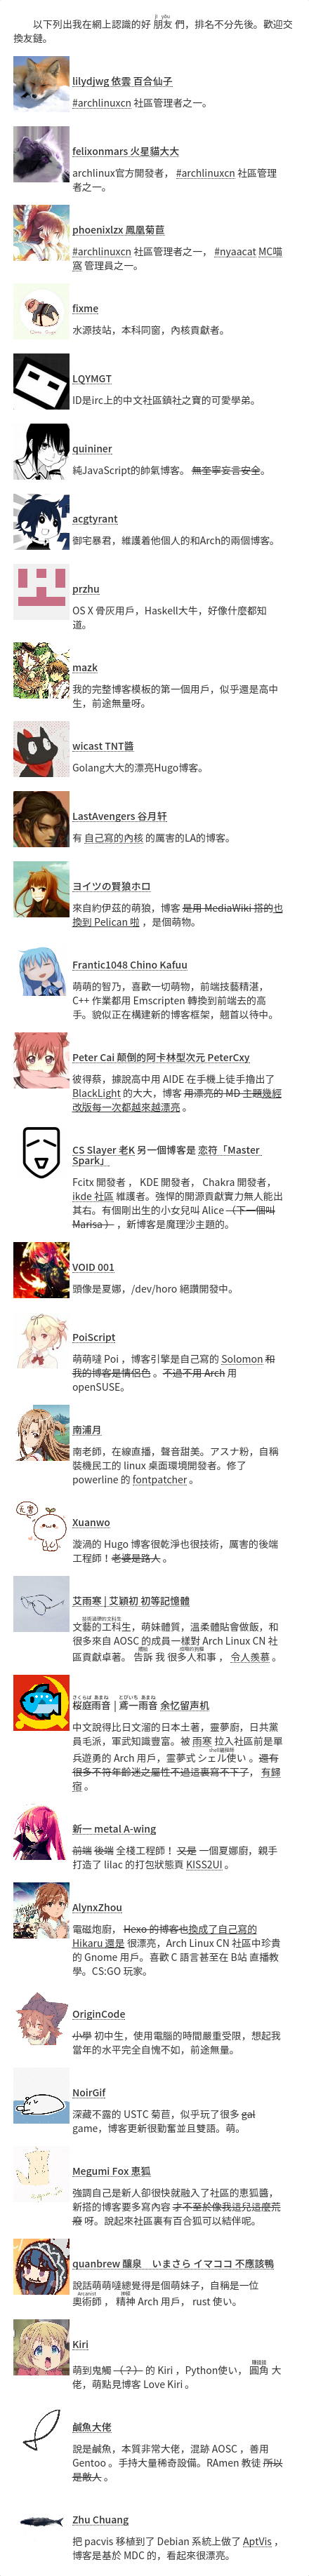 jī yǒu
以下列出我在網上認識的好 朋友 們，排名不分先後。歡迎交
換友鏈。
lilydjwg 依雲 百合仙子
#archlinuxcn 社區管理者之一。
felixonmars 火星貓大大
archlinux官方開發者， #archlinuxcn 社區管理
者之一。
phoenixlzx 鳳凰菊苣
#archlinuxcn 社區管理者之一， #nyaacat MC喵
窩 管理員之一。
fixme
水源技站，本科同窗，內核貢獻者。
LQYMGT
ID是irc上的中文社區鎮社之寶的可愛學弟。
quininer
純JavaScript的帥氣博客。 無奎寧妄言安全。
acgtyrant
御宅暴君，維護着他個人的和Arch的兩個博客。
przhu
OS X 骨灰用戶，Haskell大牛，好像什麼都知
道。
mazk
我的完整博客模板的第一個用戶，似乎還是高中
生，前途無量呀。
wicast TNT醬
Golang大大的漂亮Hugo博客。
LastAvengers 谷月轩
有 自己寫的內核 的厲害的LA的博客。
ヨイツの賢狼ホロ
來自約伊茲的萌狼，博客 是用 MediaWiki 搭的也
換到 Pelican 啦 ，是個萌物。
Frantic1048 Chino Kafuu
萌萌的智乃，喜歡一切萌物，前端技藝精湛，
C++ 作業都用 Emscripten 轉換到前端去的高
手。貌似正在構建新的博客框架，翹首以待中。
Peter Cai 颠倒的阿卡林型次元 PeterCxy
彼得蔡，據說高中用 AIDE 在手機上徒手擼出了
BlackLight 的大大，博客 用漂亮的 MD 主題幾經
改版每一次都越來越漂亮 。
CS Slayer 老K 另一個博客是 恋符「Master
Spark」
Fcitx 開發者 ， KDE 開發者， Chakra 開發者，
ikde 社區 維護者。強悍的開源貢獻實力無人能出
其右。有個剛出生的小女兒叫 Alice （下一個叫
Marisa ） ，新博客是魔理沙主題的。
VOID 001
頭像是夏娜，/dev/horo 絕讚開發中。
PoiScript
萌萌噠 Poi ，博客引擎是自己寫的 Solomon 和
我的博客是情侶色 。不過不用 Arch 用
openSUSE。
南浦月
南老師，在線直播，聲音甜美。アスナ粉，自稱
裝機民工的 linux 桌面環境開發者。修了
powerline 的 fontpatcher 。
Xuanwo
漩渦的 Hugo 博客很乾淨也很技術，厲害的後端
工程師！老婆是路人 。
艾雨寒 | 艾穎初 初等記憶體
技術過硬的文科生
文藝的工科生，萌妹體質，溫柔體貼會做飯，和
很多來自 AOSC 的成員一樣對 Arch Linux CN 社
區貢獻卓著。 告訴 我 很多人和事 ， 令人羨慕 。
さくらば あまね とびいち あまね
桜庭雨音 | 鳶一雨音 余忆留声机
中文說得比日文溜的日本土著，靈夢廚，日共黨
員毛派，軍武知識豐富。被 雨寒 拉入社區前是單
兵遊勇的 Arch 用戶，靈夢式 シェル使い 。還有
很多不符年齡迷之屬性不過這裏寫不下了， 有歸
宿 。
新一 metal A-wing
前端 後端 全棧工程師！ 又是 一個夏娜廚，親手
打造了 lilac 的打包狀態頁 KISS2UI 。
AlynxZhou
電磁炮廚， Hexo 的博客也換成了自己寫的
Hikaru 還是 很漂亮，Arch Linux CN 社區中珍貴
的 Gnome 用戶。喜歡 C 語言甚至在 B站 直播教
學。CS:GO 玩家。
OriginCode
小學 初中生，使用電腦的時間嚴重受限，想起我
當年的水平完全自愧不如，前途無量。
NoirGif
深藏不露的 USTC 菊苣，似乎玩了很多 gal
game，博客更新很勤奮並且雙語。萌。
Megumi Fox 恵狐
強調自己是新人卻很快就融入了社區的恵狐醬，
新搭的博客要多寫內容 才不至於像我這兒這麼荒
廢 呀。說起來社區裏有百合狐可以結伴呢。
quanbrew 釀泉　いまさら イマココ 不應該鴨
說話萌萌噠總覺得是個萌妹子，自稱是一位
Arcanist
奧術師 ， 精神 Arch 用戶， rust 使い。
Kiri
萌到鬼觸 （？） 的 Kiri ，Python使い， 圓角 大
佬，萌點見博客 Love Kiri 。
鹹魚大佬
說是鹹魚，本質非常大佬，混跡 AOSC ，善用
Gentoo 。手持大量稀奇設備。RAmen 教徒 所以
是敵人 。
Zhu Chuang
把 pacvis 移植到了 Debian 系統上做了 AptVis ，
博客是基於 MDC 的，看起來很漂亮。